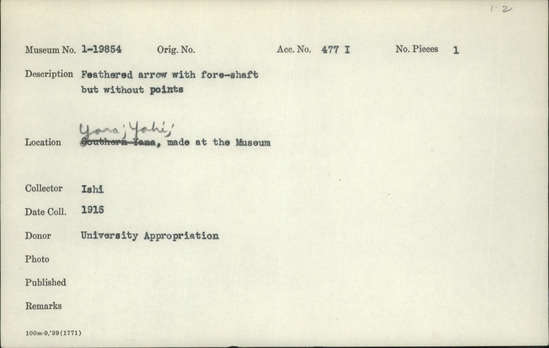 1-2
Museum No. 1-19854 Orig. No. Acc. No. 477 I No. Pieces 1
Description Feathered arrow with fore-shaft
but without points
Yana; Yahi;
Location Southern Yana, made at the Museum
Collector Ishi
Date Coll. 1915
Donor University Appropriation
Photo
Published
Remarks
100m-9,'39(1771)